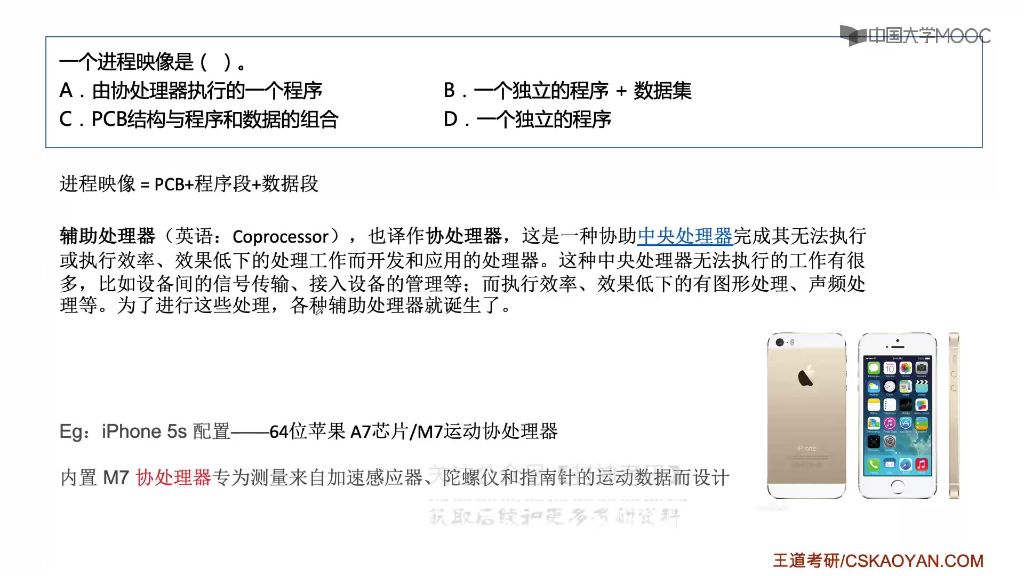 中国大学MOOC
一个进程映像是（ ）。
A．由协处理器执行的一个程序 B．一个独立的程序 + 数据集
C．PCB结构与程序和数据的组合 D．一个独立的程序
进程映像 = PCB+程序段+数据段
辅助处理器（英语：Coprocessor），也译作协处理器，这是一种协助中央处理器完成其无法执行
或执行效率、效果低下的处理工作而开发和应用的处理器。这种中央处理器无法执行的工作有很
多，比如设备间的信号传输、接入设备的管理等；而执行效率、效果低下的有图形处理、声频处
理等。为了进行这些处理，各种辅助处理器就诞生了。
Eg：iPhone 5s 配置——64位苹果 A7芯片/M7运动协处理器
内置 M7 协处理器专为测量来自加速感应器、陀螺仪和指南针的运动数据而设计
获取后续和更多考研资料
iPhone
王道考研/CSKAOYAN.COM